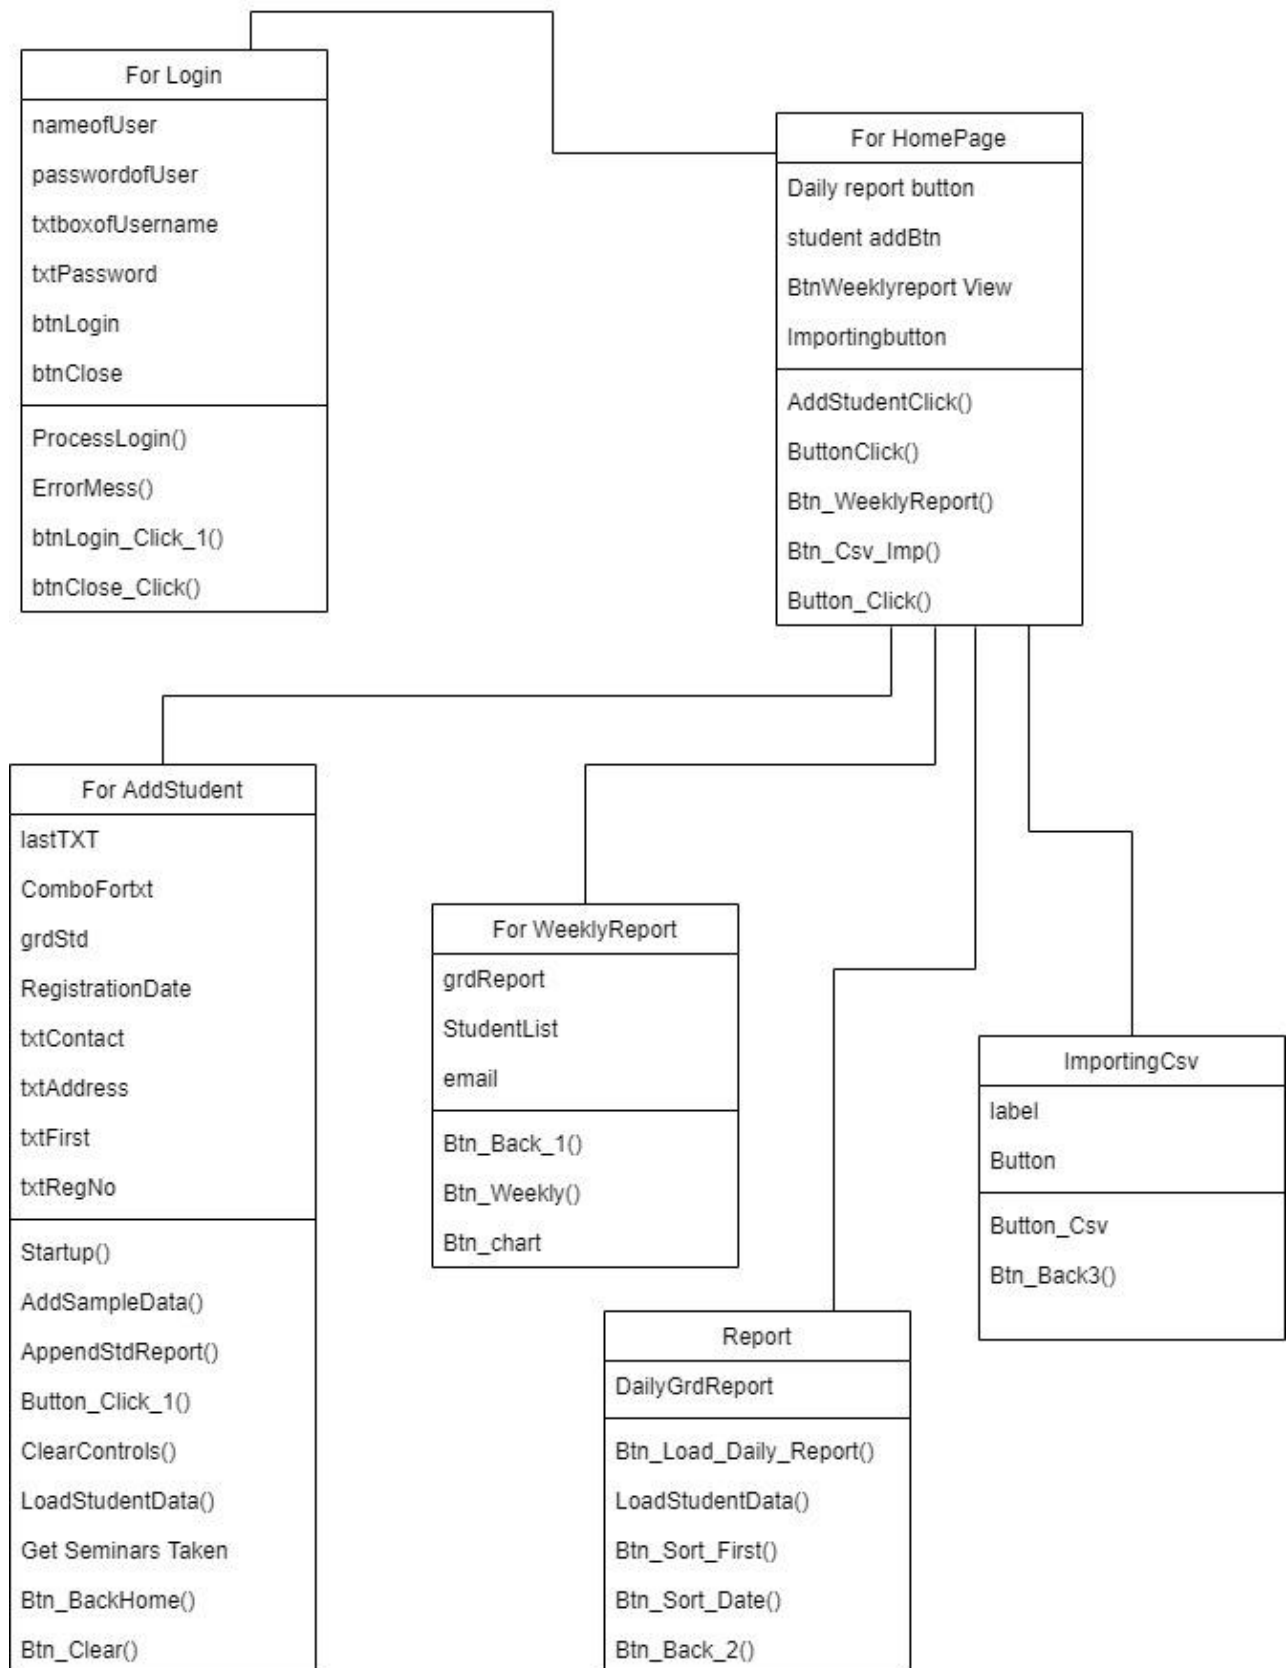 For Login
nameofUser
passwordofUser
txtboxofUsername
txtPassword
btnLogin
btnClose
ProcessLogin()
ErrorMess()
btnLogin_Click_1()
btnClose_Click()
For HomePage
Daily report button
student addBtn
BtnWeeklyreport View
Importingbutton
AddStudentClick()
ButtonClick()
Btn_WeeklyReport()
Btn_Csv_Imp()
Button_Click()
For AddStudent
lastTXT
ComboFortxt
grdStd
RegistrationDate
txtContact
txtAddress
txtFirst
txtRegNo
Startup()
AddSampleData()
AppendStdReport()
Button_Click_1()
ClearControls()
LoadStudentData()
Get Seminars Taken
Btn_BackHome()
Btn_Clear()
For WeeklyReport
grdReport
StudentList
email
Btn_Back_1()
Btn_Weekly()
Btn_chart
Report
DailyGrdReport
Btn_Load_Daily_Report()
LoadStudentData()
Btn_Sort_First()
Btn_Sort_Date()
Btn_Back_2()
ImportingCsv
label
Button
Button_Csv
Btn_Back3()